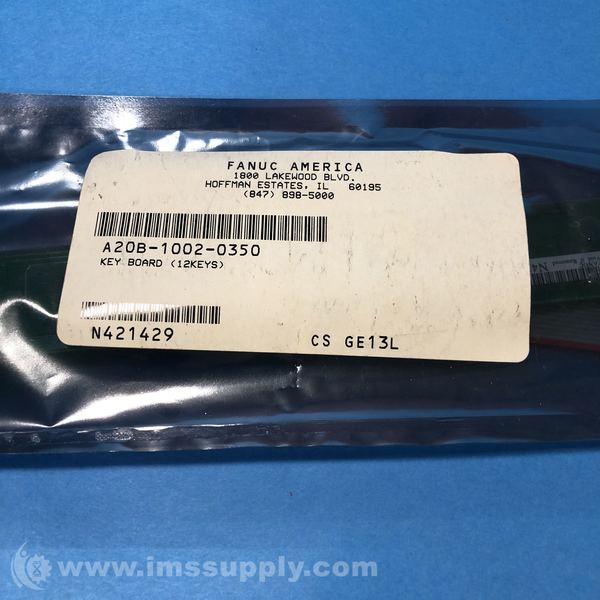 FANUC AMERICA
1800 LAKEWOOD BLVD.
HOFFMAN ESTATES, IL 60195
(847) 898-5000
A20B-1002-0350
KEY BOARD (12KEYS)
N421429
CS GE13L
www.imssupply.com